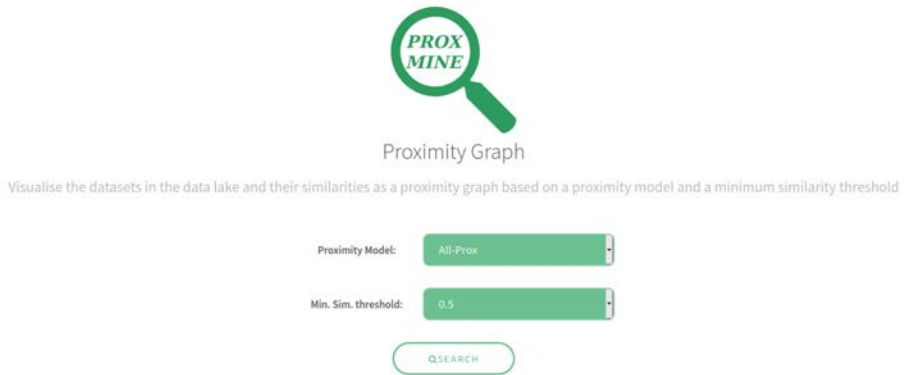 PROX
MINE
Proximity Graph
Visualise the datasets in the data lake and their similarities as a proximity graph based on a proximity model and a minimum similarity threshold
Proximity Model: All-Prox
Min. Sim. threshold: 0.5
SEARCH